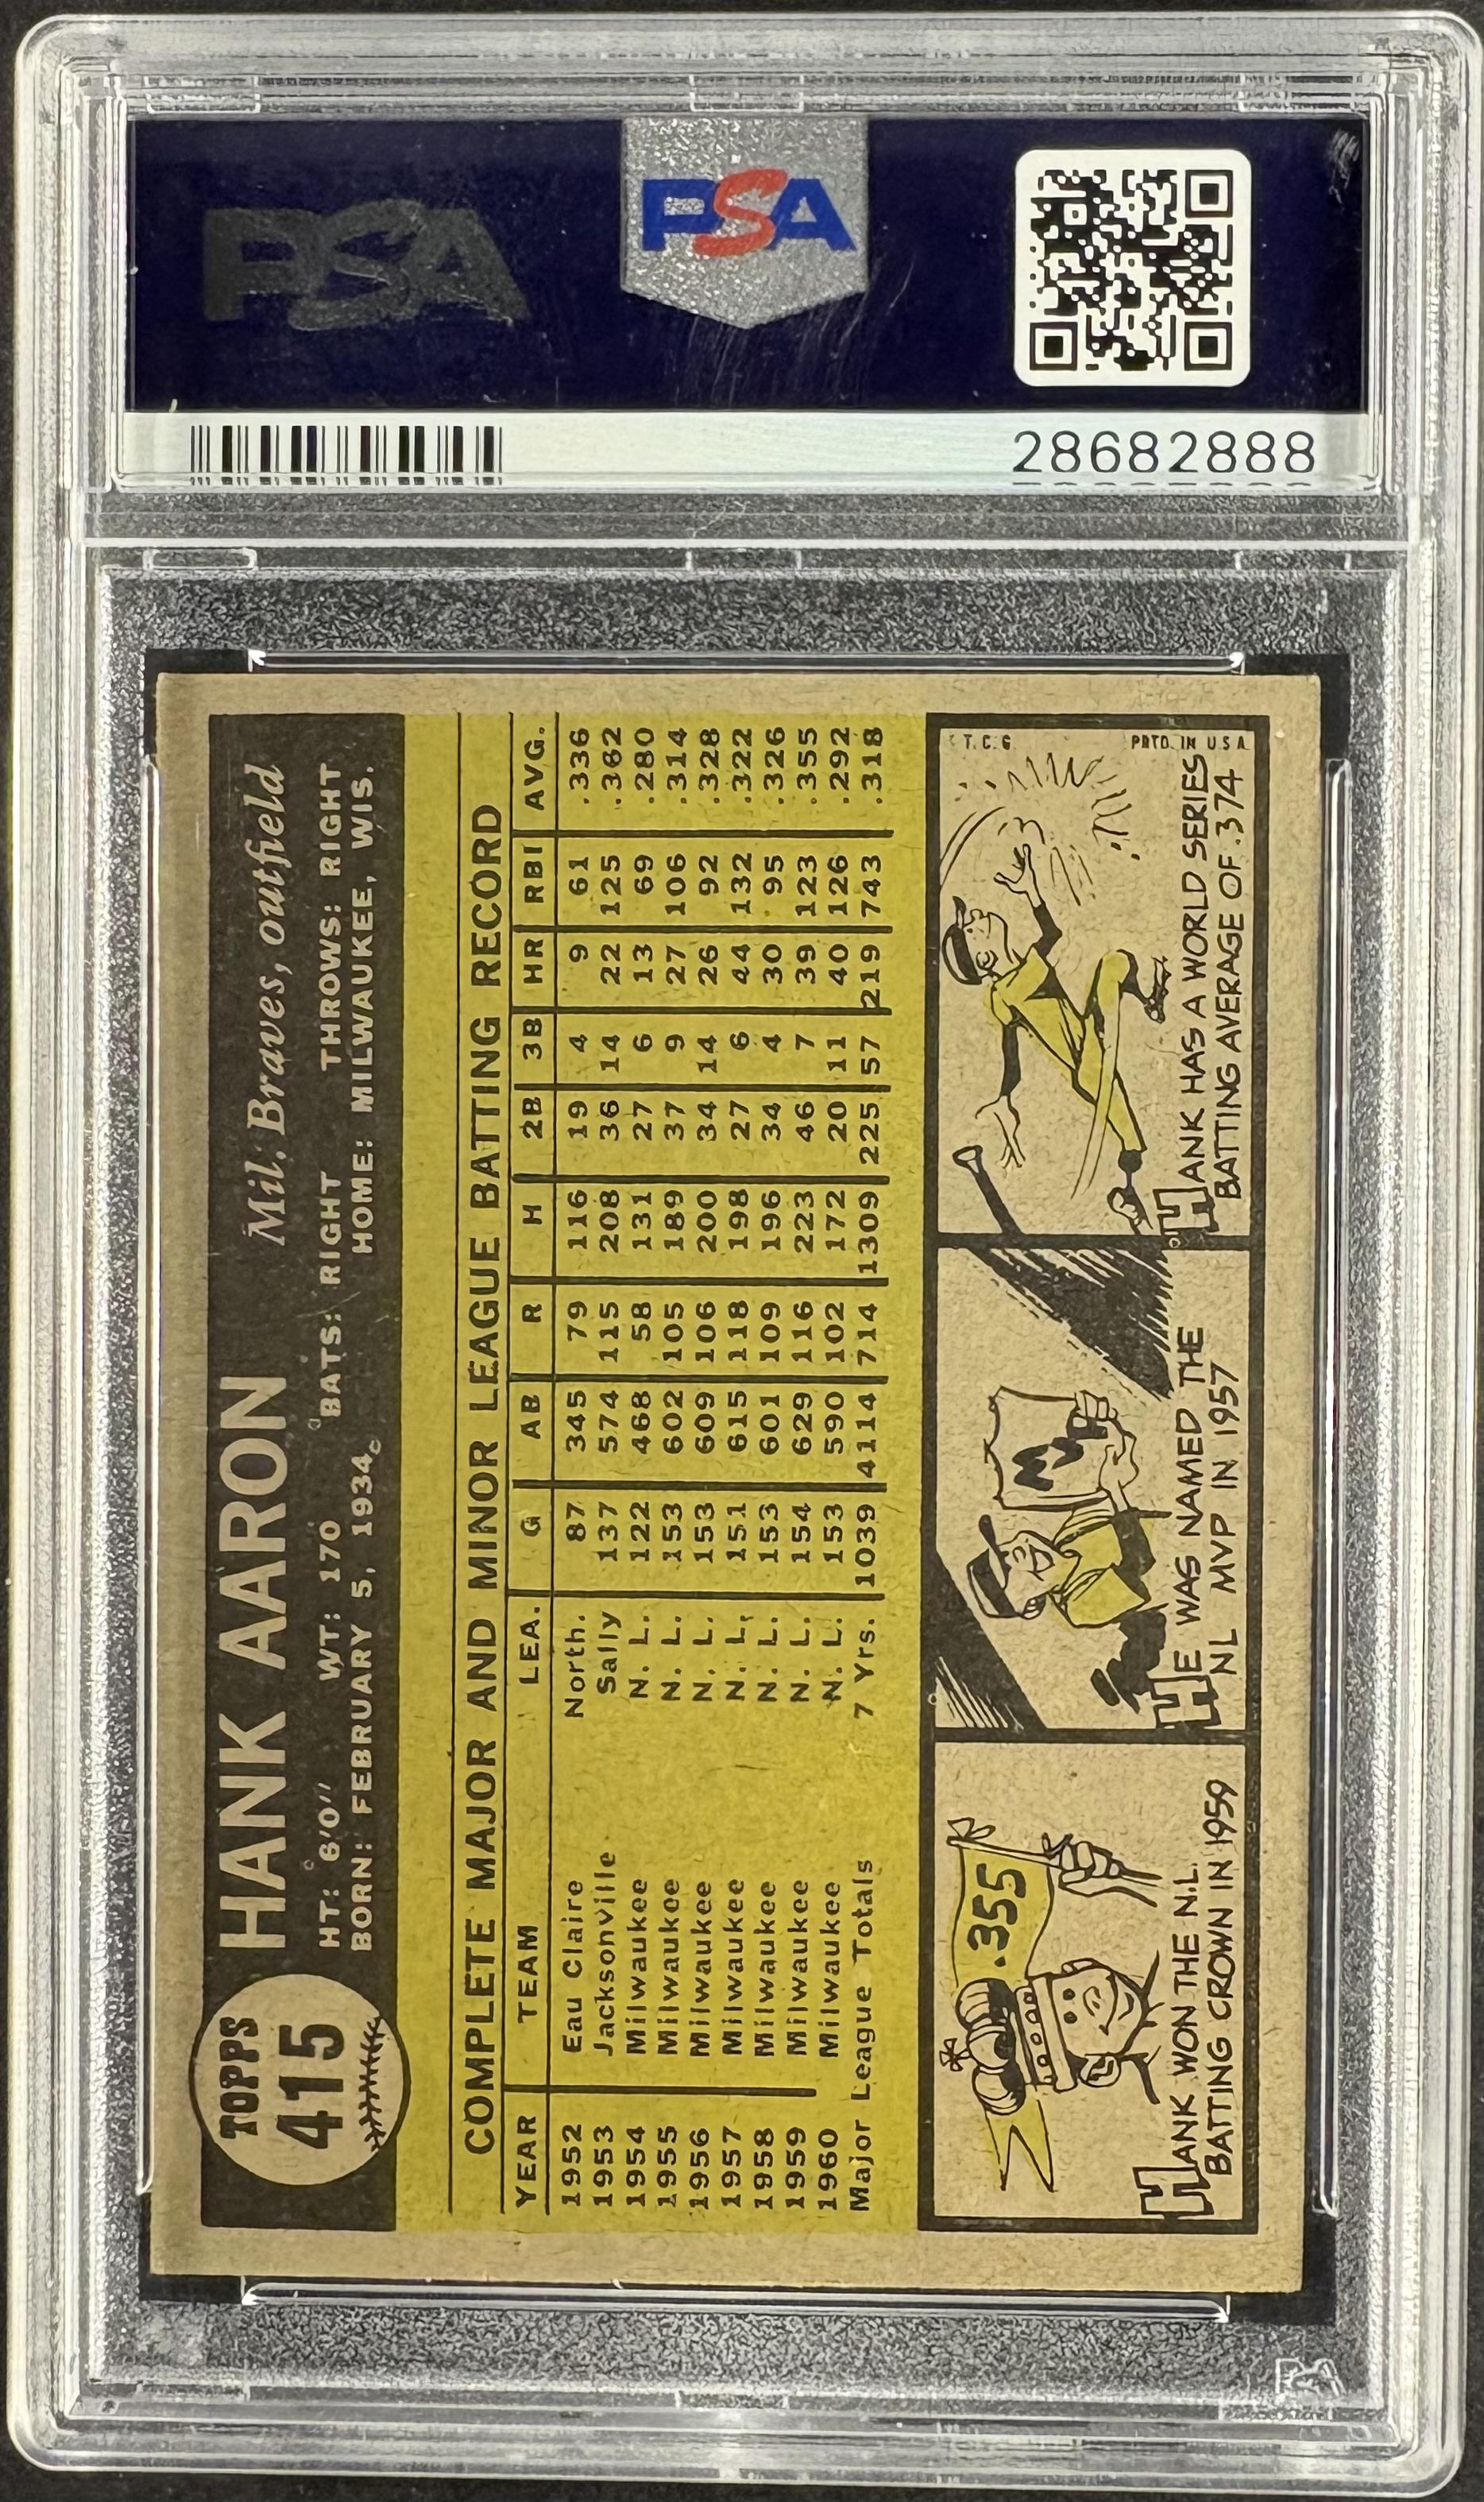 PSA
PSA
28682888
TOPPS
415
HANK AARON
Mil. Braves, outfield
HT: 6'0'' WT: 170 BATS: RIGHT THROWS: RIGHT
BORN: FEBRUARY 5, 1934 HOME: MILWAUKEE, WIS.
COMPLETE MAJOR AND MINOR LEAGUE BATTING RECORD
YEAR TEAM LEA. G AB R H 2B 3B HR RBI AVG.
1952 Eau Claire North. 87 345 79 116 19 4 9 61 .336
1953 Jacksonville Sally 137 574 115 208 36 14 22 125 .362
1954 Milwaukee N. L. 122 468 58 131 27 6 13 69 .280
1955 Milwaukee N. L. 153 602 105 189 37 9 27 106 .314
1956 Milwaukee N. L. 153 609 106 200 34 14 26 92 .328
1957 Milwaukee N. L. 151 615 118 198 27 6 44 132 .322
1958 Milwaukee N. L. 153 601 109 196 34 4 30 95 .326
1959 Milwaukee N. L. 154 629 116 223 46 7 39 123 .355
1960 Milwaukee N. L. 153 590 102 172 20 11 40 126 .292
Major League Totals 7 Yrs. 1039 4114 714 1309 225 57 219 743 .318
.355
HANK WON THE N.L.
BATTING CROWN IN 1959
M
HE WAS NAMED THE
NL MVP IN 1957
T.C.G. PRTD. IN U.S.A.
HANK HAS A WORLD SERIES
BATTING AVERAGE OF .374
PSA